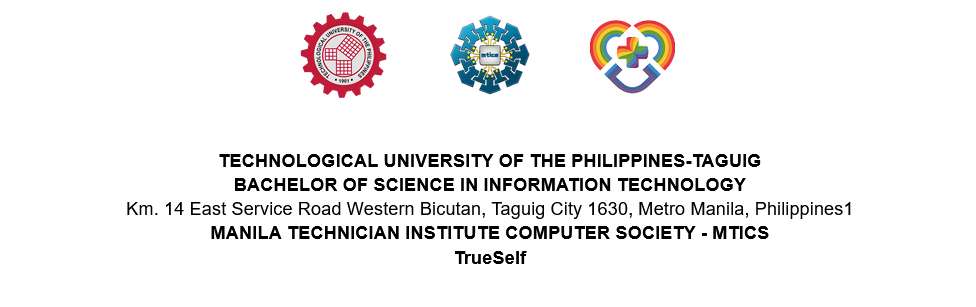 TECHNOLOGICAL UNIVERSITY OF THE PHILIPPINES
1901
mtics
TECHNOLOGICAL UNIVERSITY OF THE PHILIPPINES-TAGUIG
BACHELOR OF SCIENCE IN INFORMATION TECHNOLOGY
Km. 14 East Service Road Western Bicutan, Taguig City 1630, Metro Manila, Philippines1
MANILA TECHNICIAN INSTITUTE COMPUTER SOCIETY - MTICS
TrueSelf